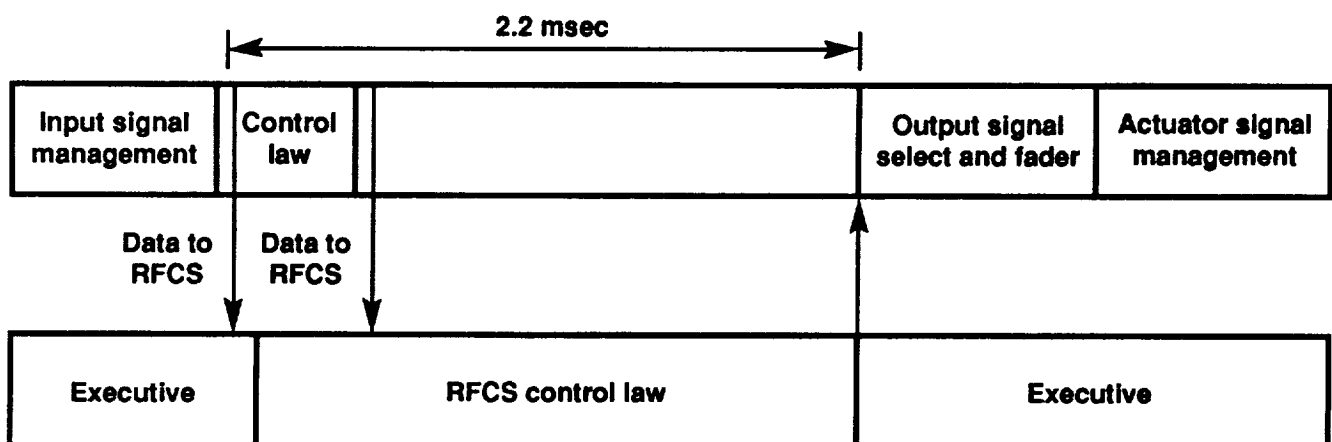 2.2 msec
Input signal
management
Control
law
Output signal
select and fader
Actuator signal
management
Data to
RFCS
Data to
RFCS
Executive
RFCS control law
Executive